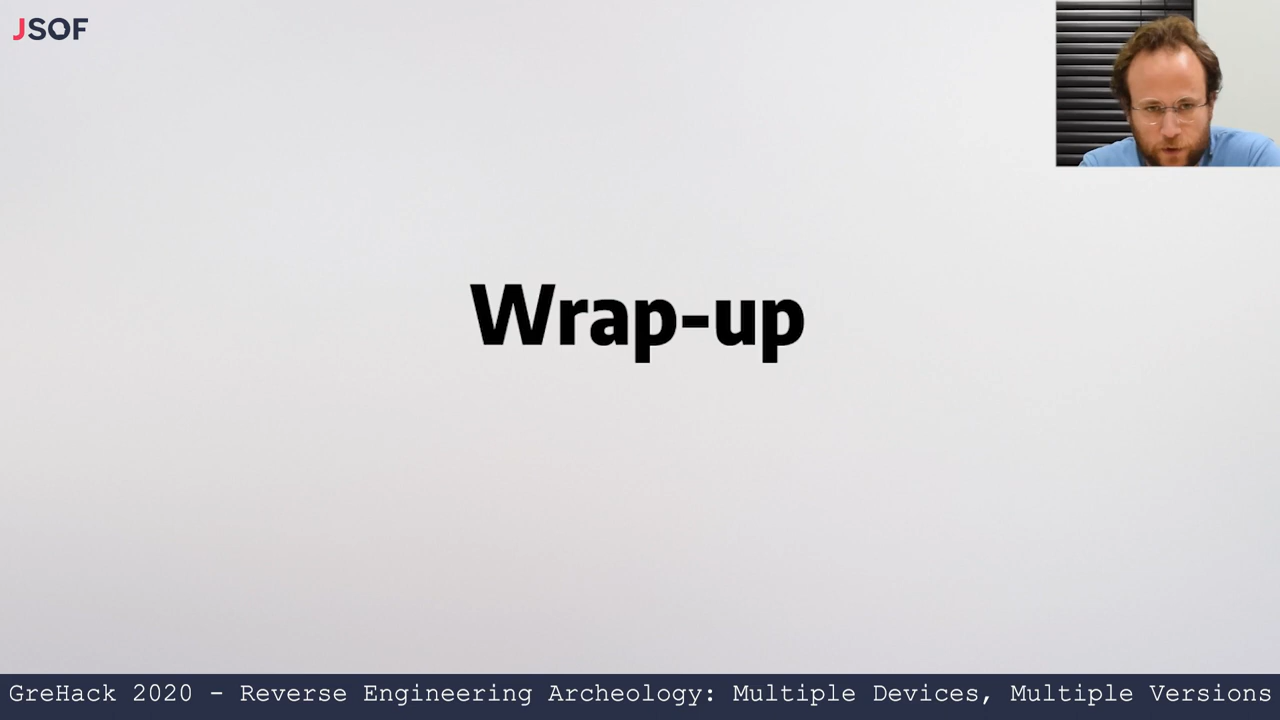 JSOF
Wrap-up
GreHack 2020 - Reverse Engineering Archeology: Multiple Devices, Multiple Versions